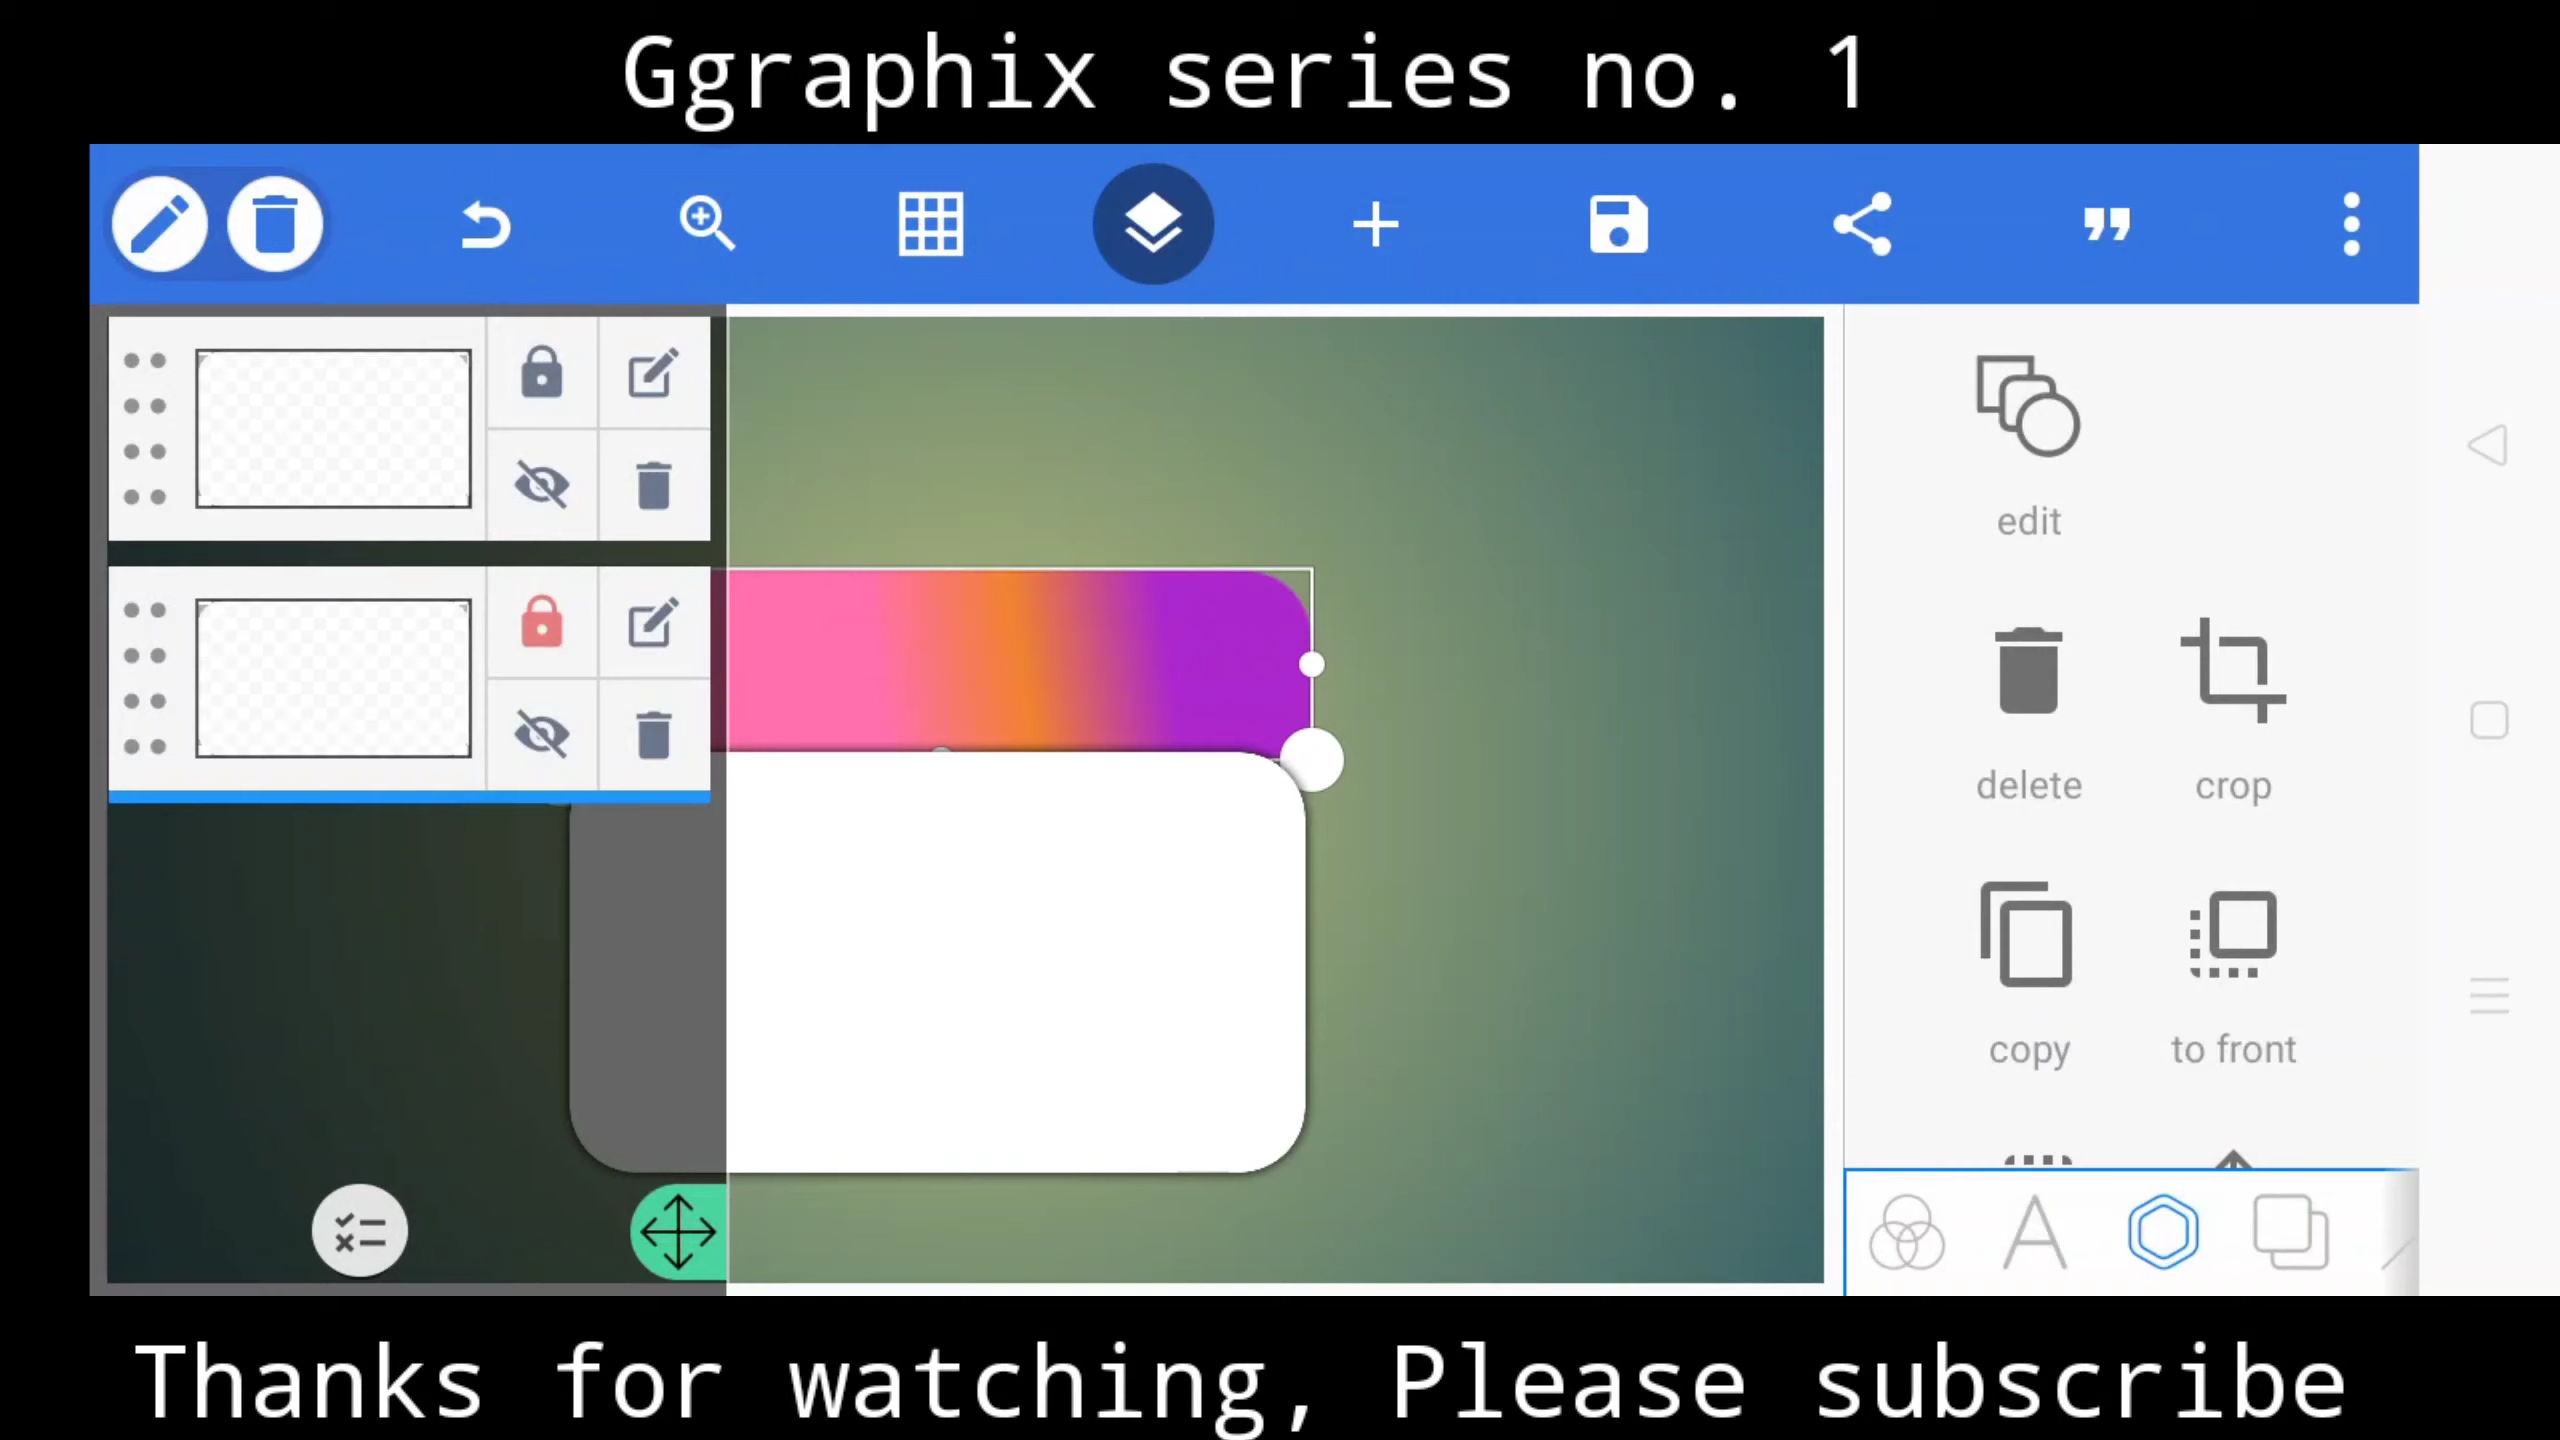 Ggraphix series no. 1
edit
delete
crop
copy
to front
Thanks for watching, Please subscribe